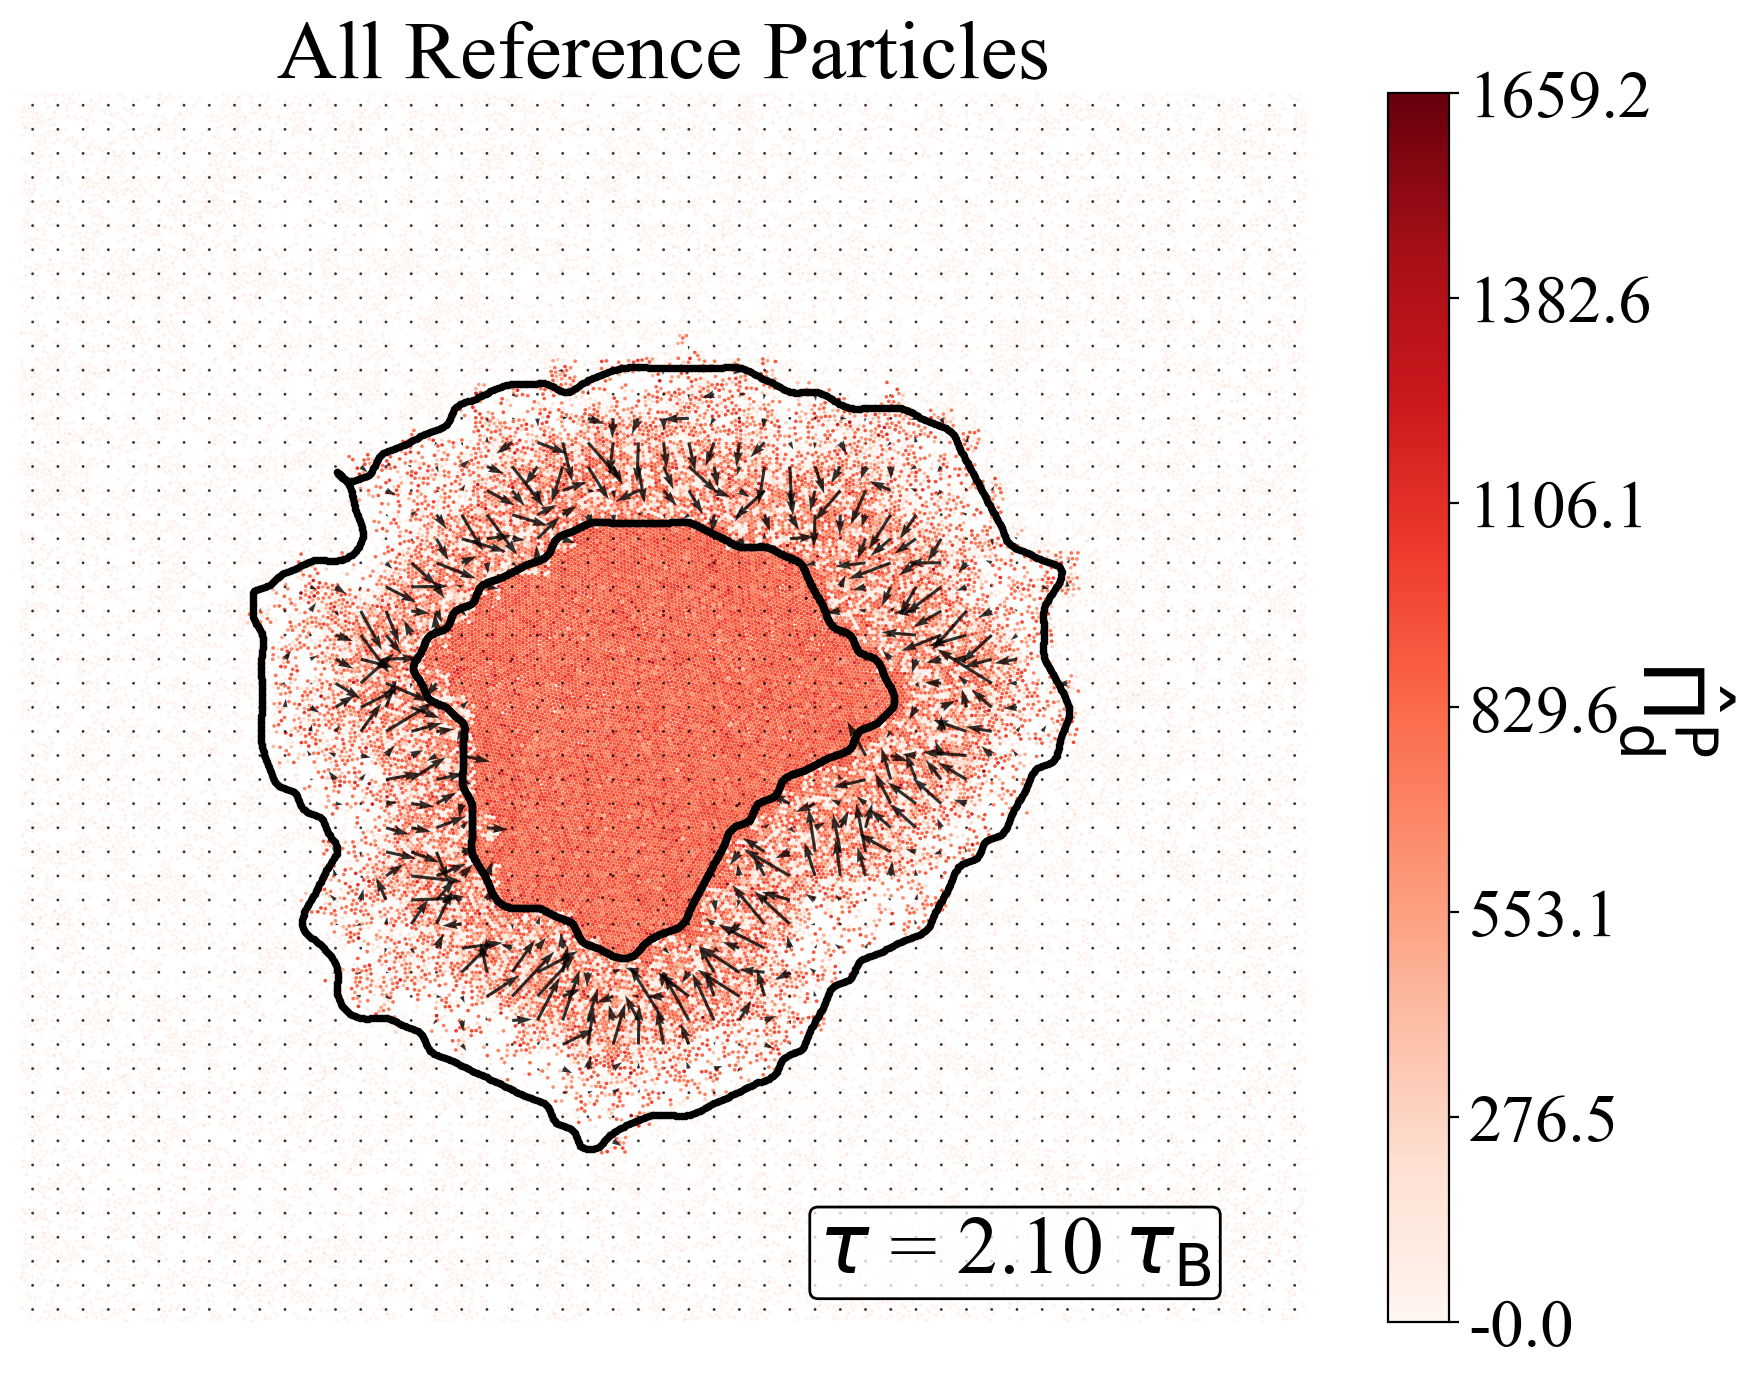 All Reference Particles
1659.2
1382.6
1106.1
829.6
553.1
276.5
-0.0
Π̂ᴾd
τ = 2.10 τB